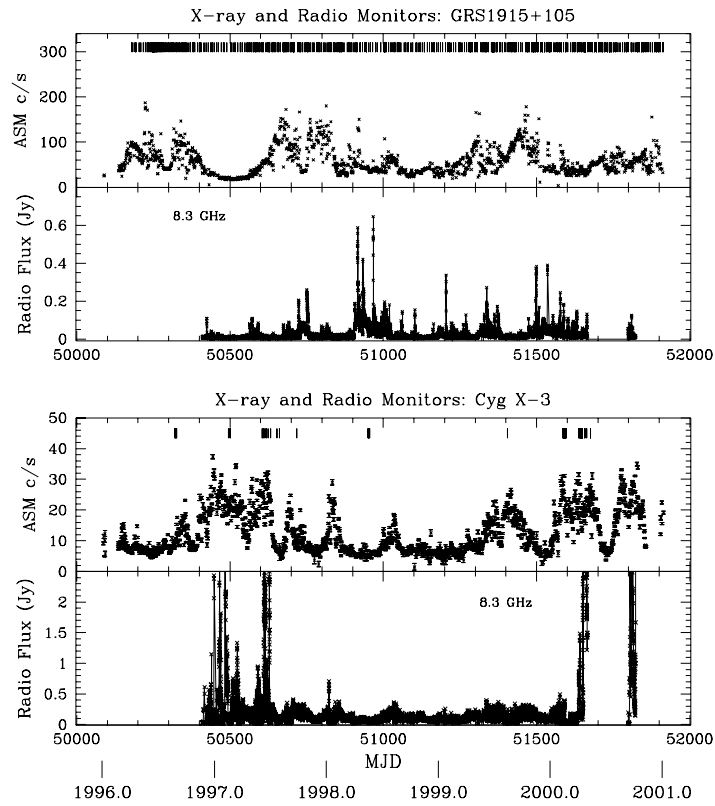 X-ray and Radio Monitors: GRS1915+105
300
200
100
0
ASM c/s
8.3 GHz
0.6
0.4
0.2
0
Radio Flux (Jy)
50000 50500 51000 51500 52000
X-ray and Radio Monitors: Cyg X-3
50
40
30
20
10
0
ASM c/s
8.3 GHz
2
1.5
1
0.5
0
Radio Flux (Jy)
50000 50500 51000 51500 52000
MJD
1996.0 1997.0 1998.0 1999.0 2000.0 2001.0